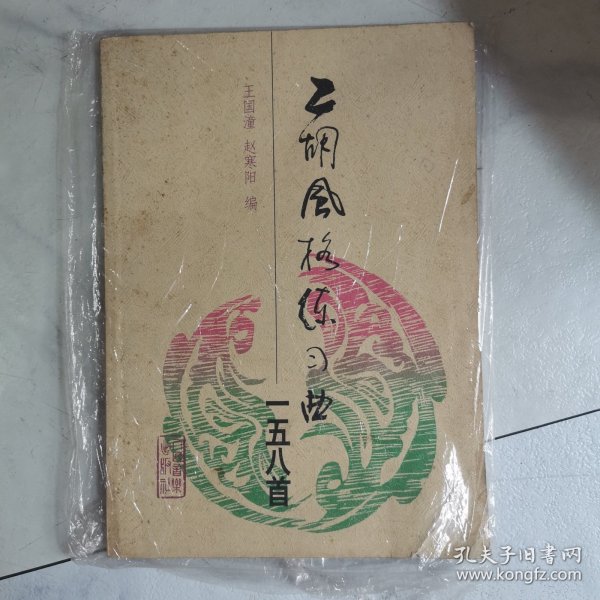 二胡风格练习曲
一五八首
王国潼 赵寒阳 编
孔夫子旧书网
www.kongfz.com